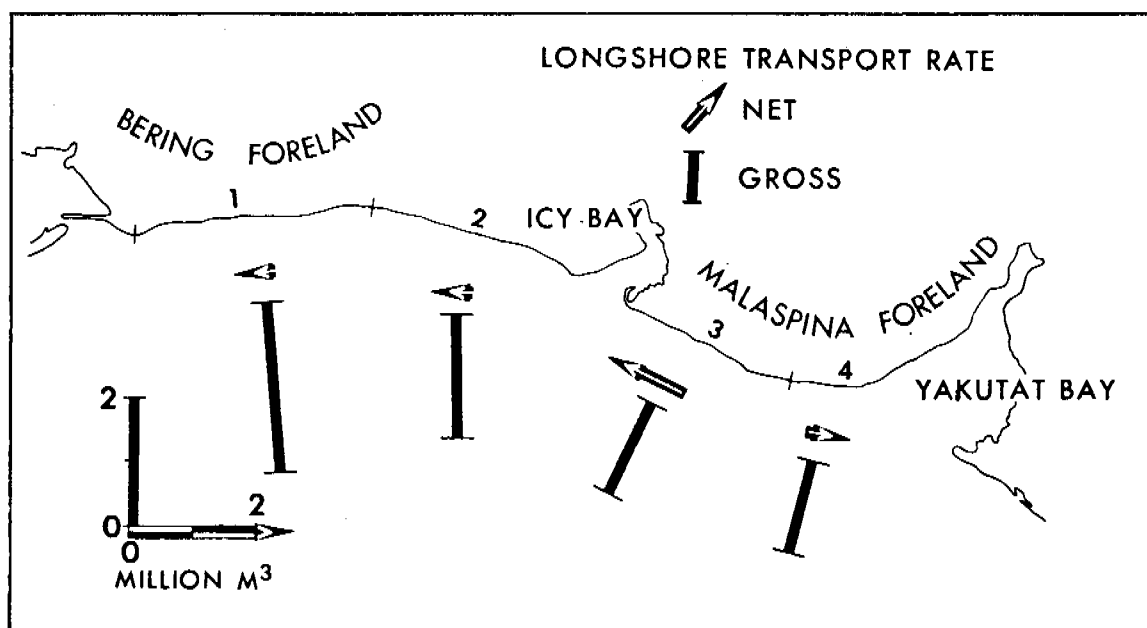 LONGSHORE TRANSPORT RATE
NET
GROSS
BERING FORELAND
1
2
ICY BAY
MALASPINA FORELAND
3
4
YAKUTAT BAY
2
0
2
0
MILLION M³